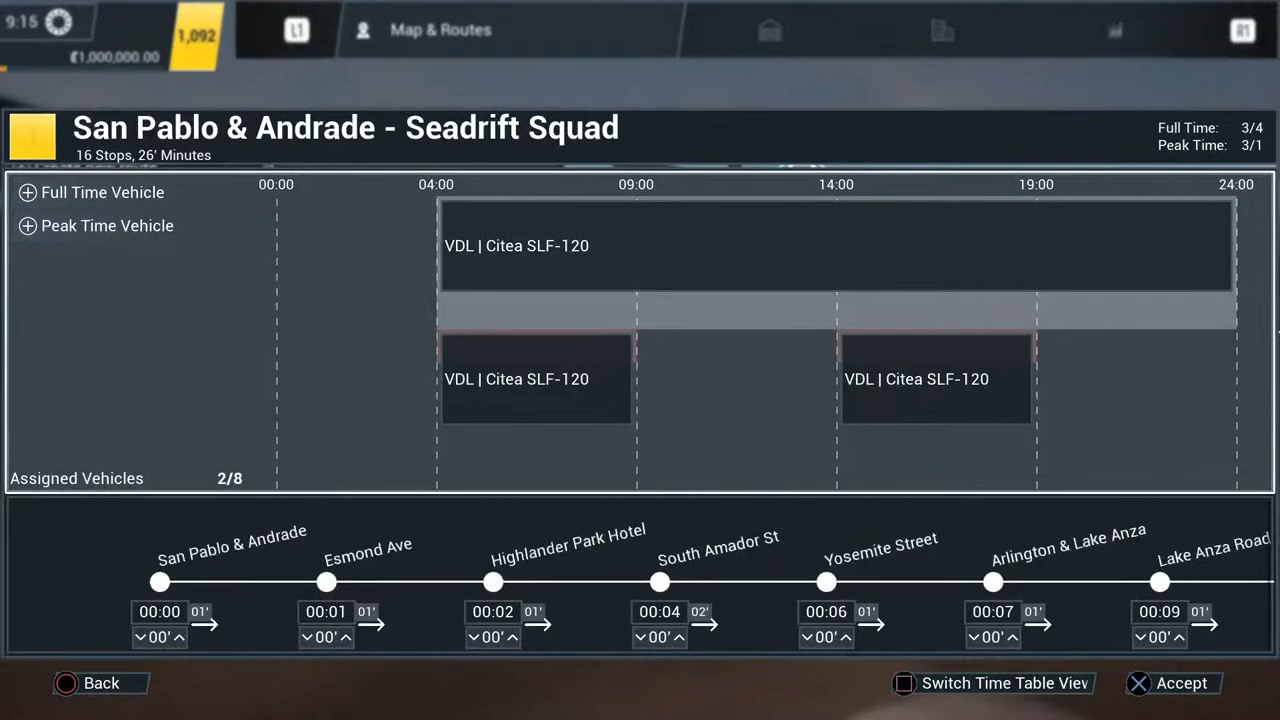 9:15
₵1,000,000.00
1,092
L1
Map & Routes
R1
San Pablo & Andrade - Seadrift Squad
16 Stops, 26' Minutes
Full Time: 3/4
Peak Time: 3/1
Full Time Vehicle
Peak Time Vehicle
00:00 04:00 09:00 14:00 19:00 24:00
VDL | Citea SLF-120
VDL | Citea SLF-120
VDL | Citea SLF-120
Assigned Vehicles 2/8
San Pablo & Andrade
Esmond Ave
Highlander Park Hotel
South Amador St
Yosemite Street
Arlington & Lake Anza
Lake Anza Road
00:00 01' 00:01 01' 00:02 01' 00:04 02' 00:06 01' 00:07 01' 00:09 01'
00' 00' 00' 00' 00' 00' 00'
Back
Switch Time Table View
Accept